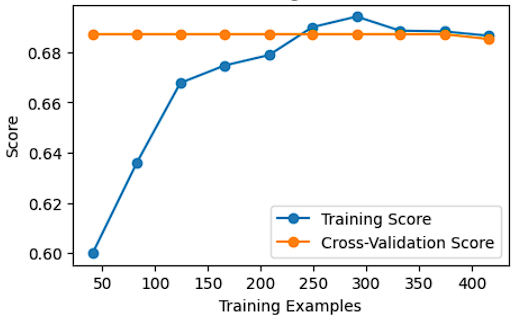 0.68
0.66
0.64
0.62
0.60
Score
50 100 150 200 250 300 350 400
Training Examples
Training Score
Cross-Validation Score